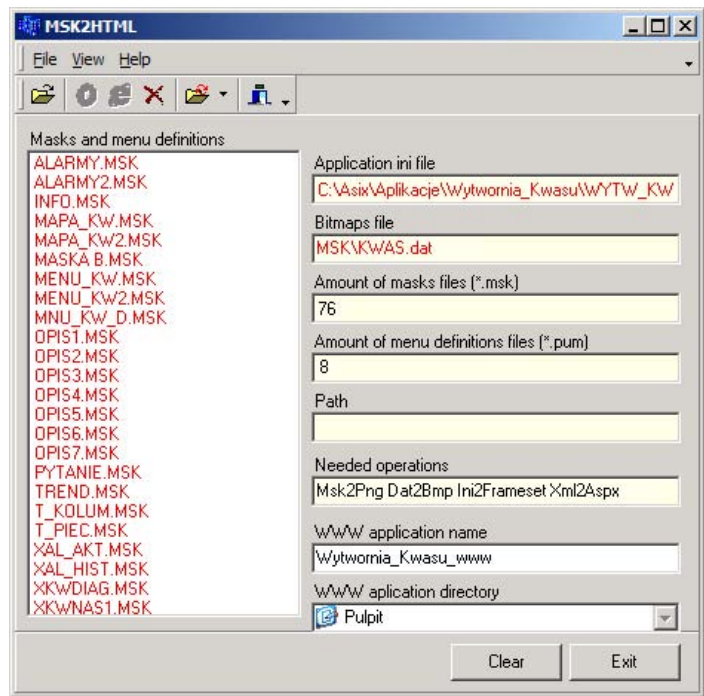 MSK2HTML
File View Help
Masks and menu definitions
ALARMY.MSK
ALARMY2.MSK
INFO.MSK
MAPA_KW.MSK
MAPA_KW2.MSK
MASKA B.MSK
MENU_KW.MSK
MENU_KW2.MSK
MNU_KW_D.MSK
OPIS1.MSK
OPIS2.MSK
OPIS3.MSK
OPIS4.MSK
OPIS5.MSK
OPIS6.MSK
OPIS7.MSK
PYTANIE.MSK
TREND.MSK
T_KOLUM.MSK
T_PIEC.MSK
XAL_AKT.MSK
XAL_HIST.MSK
XKWDIAG.MSK
XKWNAS1.MSK
Application ini file
C:\Asix\Aplikacje\Wytwornia_Kwasu\WYTW_KW
Bitmaps file
MSK\KWAS.dat
Amount of masks files (*.msk)
76
Amount of menu definitions files (*.pum)
8
Path
Needed operations
Msk2Png Dat2Bmp Ini2Frameset Xml2Aspx
WWW application name
Wytwornia_Kwasu_www
WWW aplication directory
Pulpit
Clear Exit